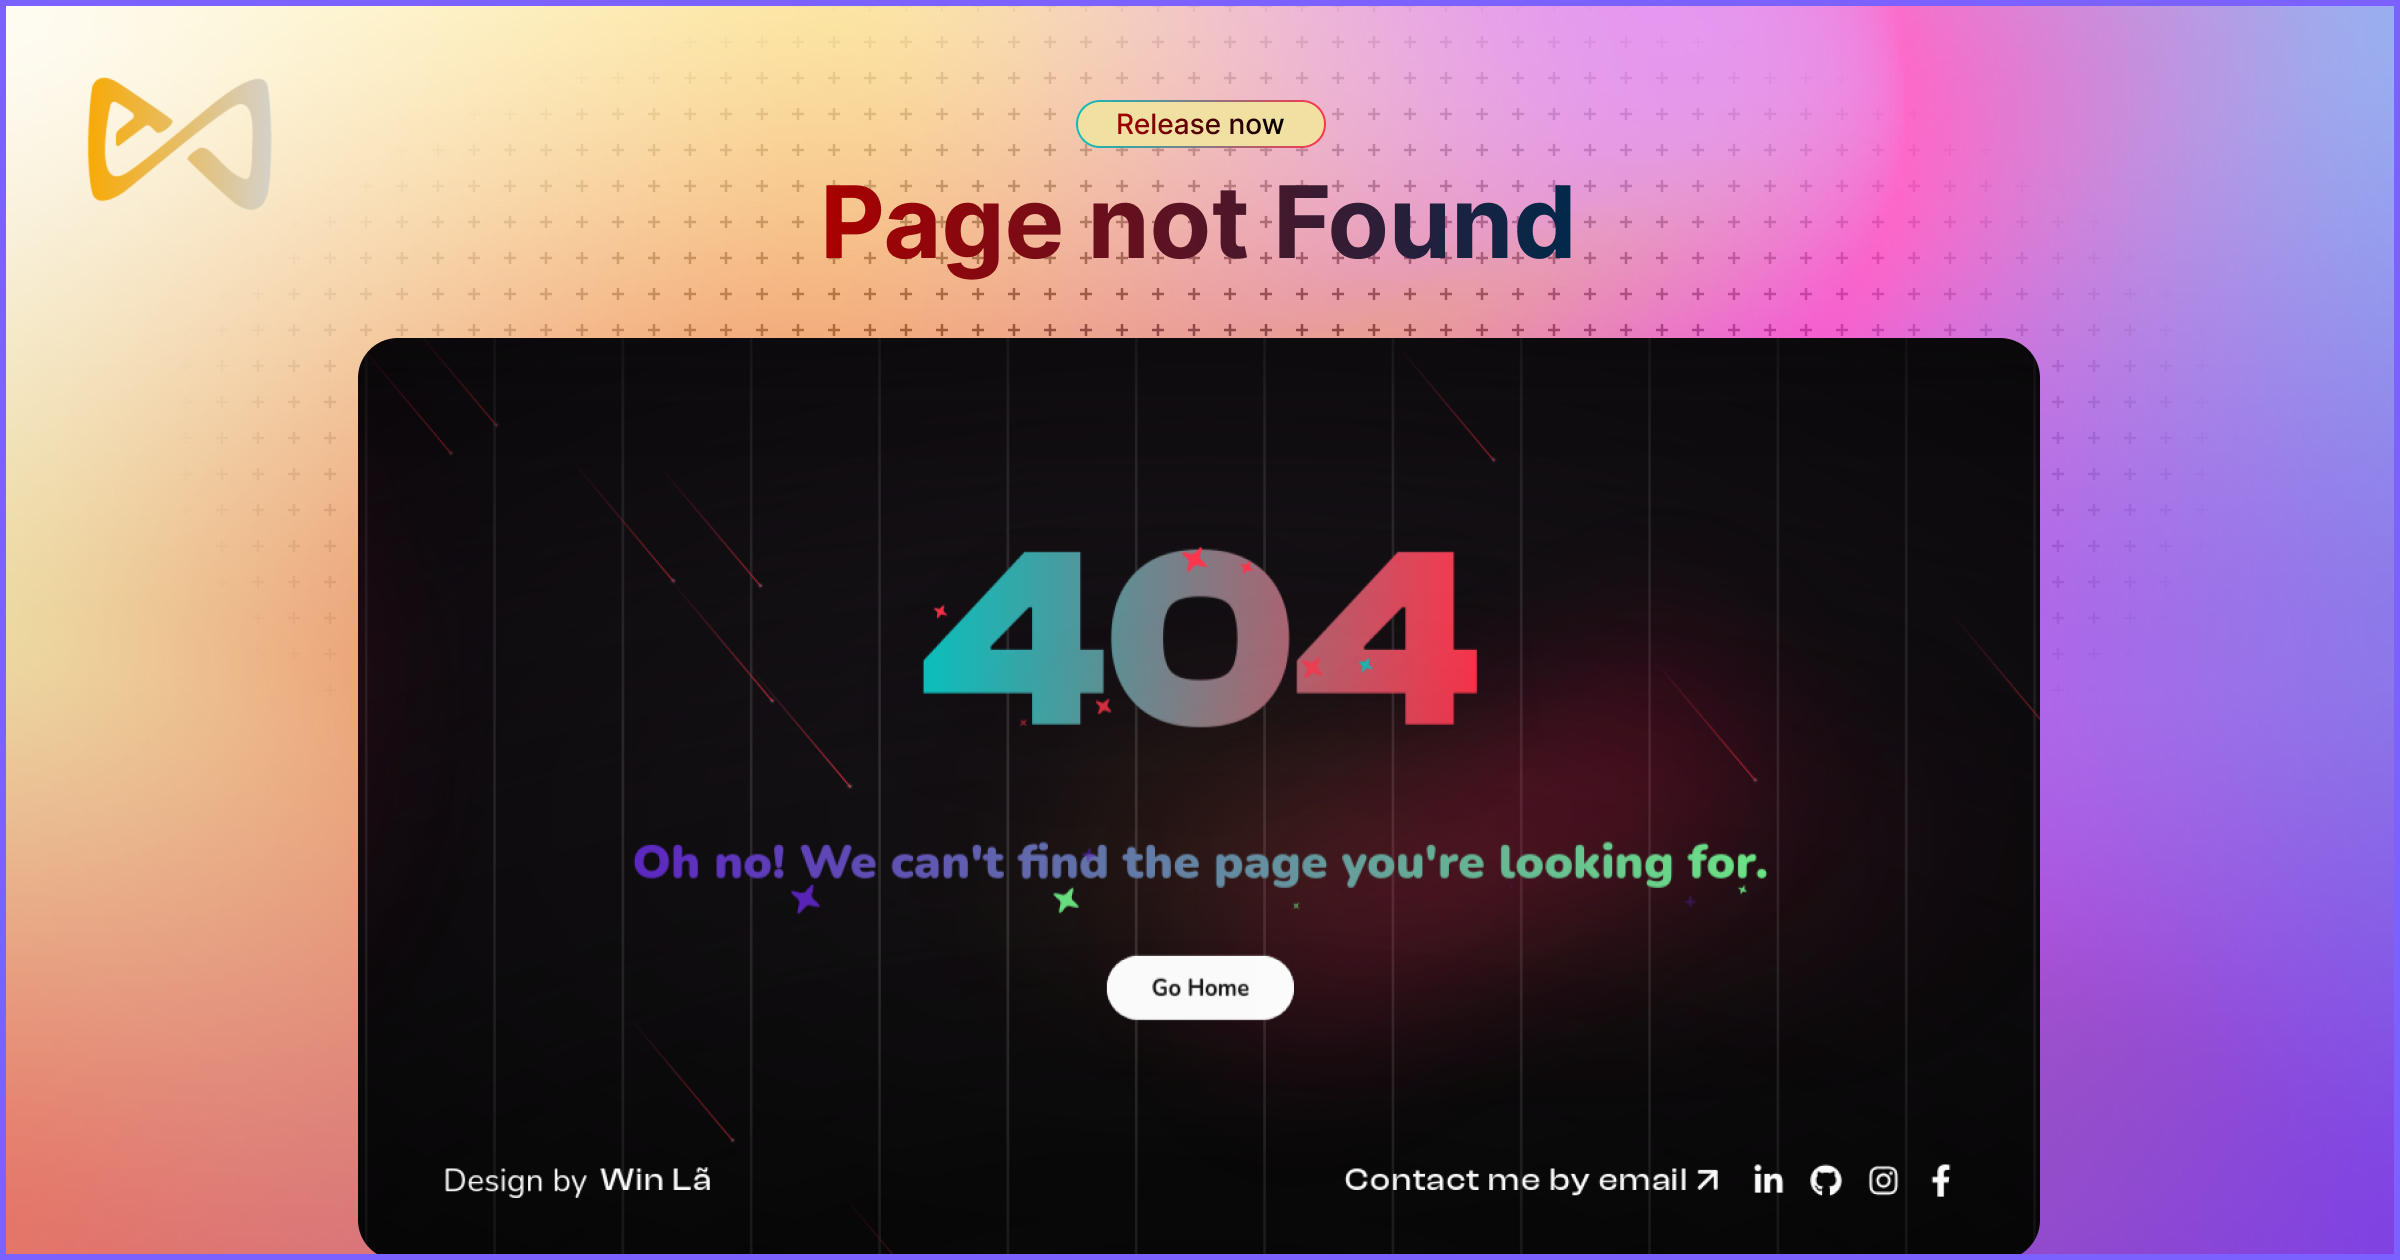 Release now
Page not Found
404
Oh no! We can't find the page you're looking for.
Go Home
Design by Win Lã
Contact me by email